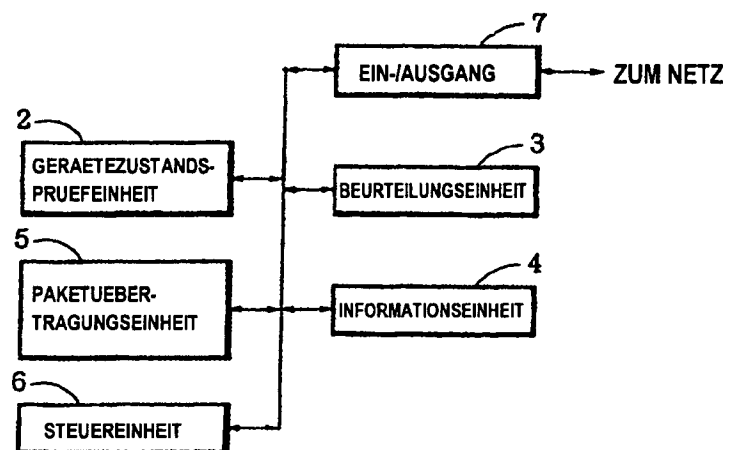 7
EIN-/AUSGANG
ZUM NETZ
2
GERAETEZUSTANDS-
PRUEFEINHEIT
3
BEURTEILUNGSEINHEIT
5
PAKETUEBER-
TRAGUNGSEINHEIT
4
INFORMATIONSEINHEIT
6
STEUEREINHEIT